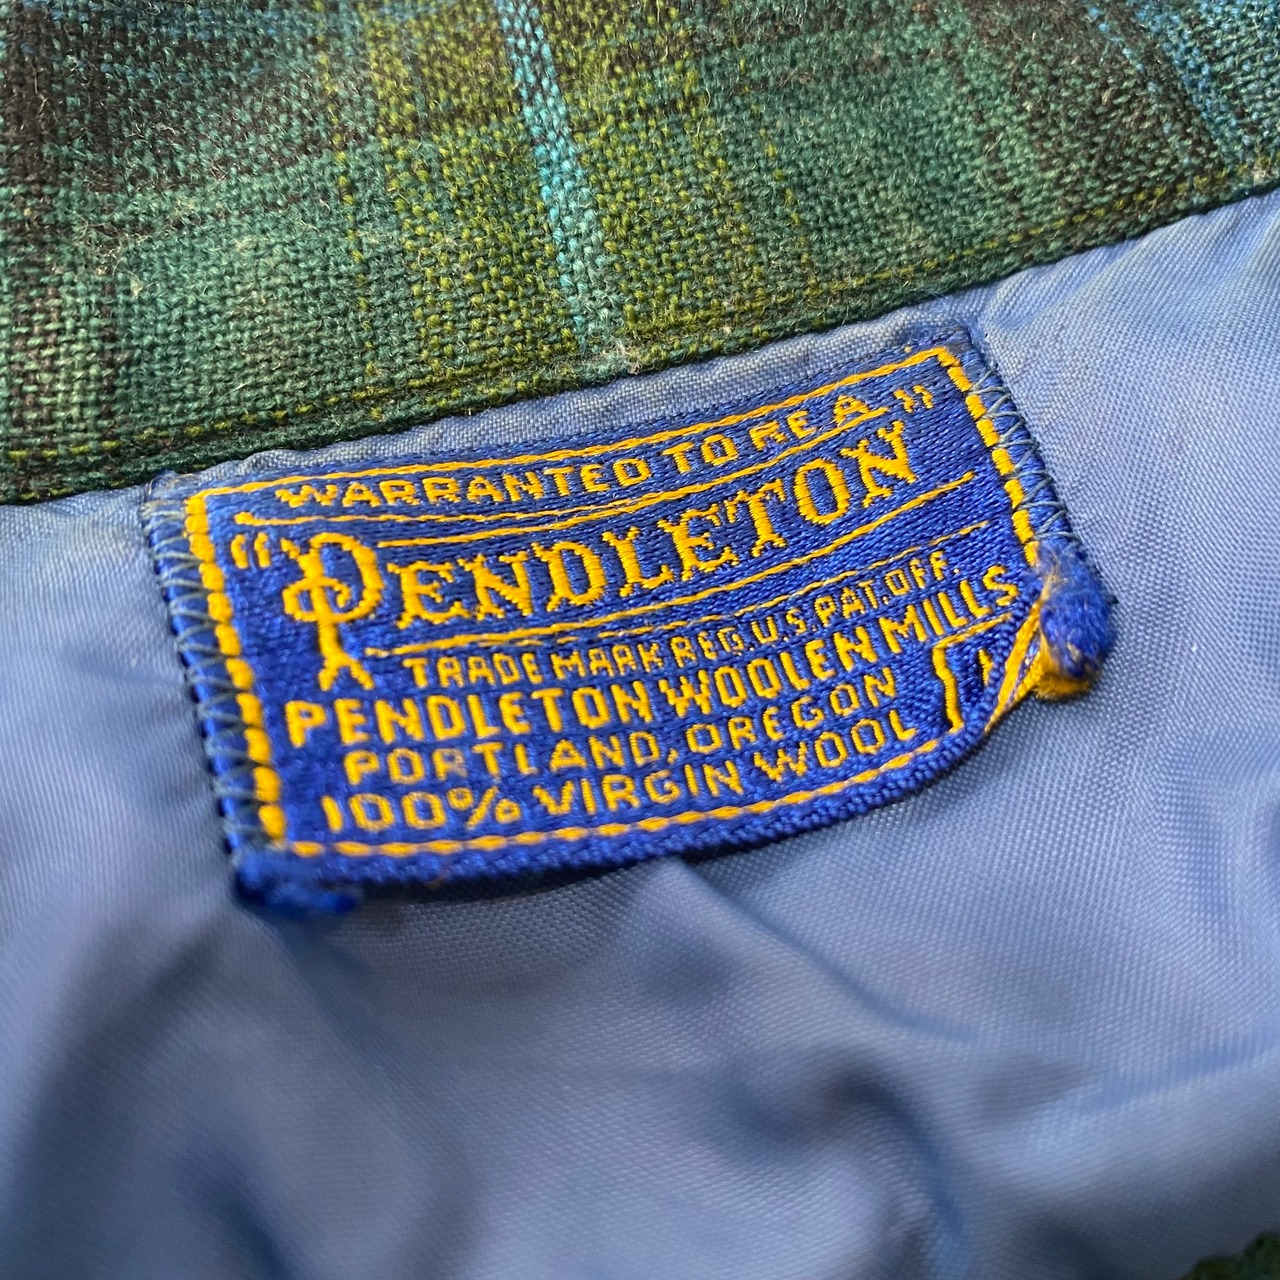 WARRANTED TO BE A
"PENDLETON"
TRADE MARK REG. U.S. PAT. OFF.
PENDLETON WOOLEN MILLS
PORTLAND, OREGON
100% VIRGIN WOOL